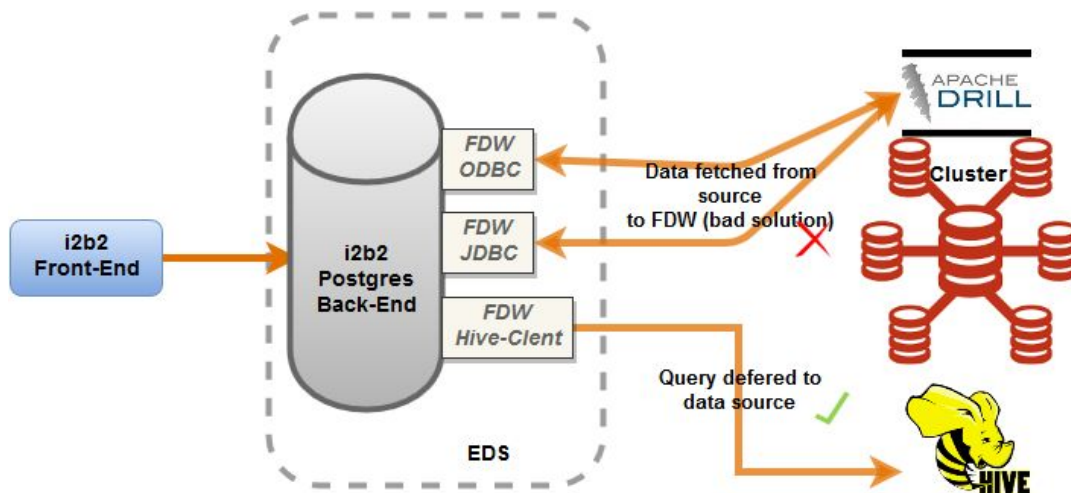 i2b2
Front-End
i2b2
Postgres
Back-End
FDW
ODBC
FDW
JDBC
FDW
Hive-Clent
EDS
Data fetched from
source
to FDW (bad solution)
Query defered to
data source
APACHE
DRILL
Cluster
HIVE